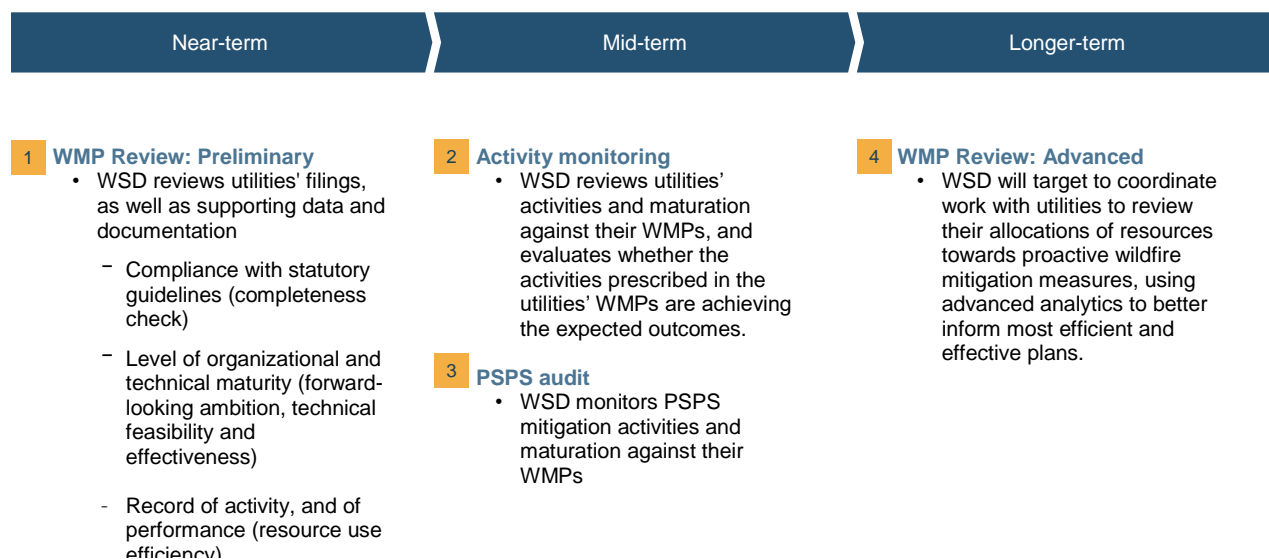 Near-term
Mid-term
Longer-term
1 WMP Review: Preliminary
• WSD reviews utilities' filings,
as well as supporting data and
documentation
− Compliance with statutory
guidelines (completeness
check)
− Level of organizational and
technical maturity (forward-
looking ambition, technical
feasibility and
effectiveness)
- Record of activity, and of
performance (resource use
efficiency)
2 Activity monitoring
• WSD reviews utilities’
activities and maturation
against their WMPs, and
evaluates whether the
activities prescribed in the
utilities’ WMPs are achieving
the expected outcomes.
3 PSPS audit
• WSD monitors PSPS
mitigation activities and
maturation against their
WMPs
4 WMP Review: Advanced
• WSD will target to coordinate
work with utilities to review
their allocations of resources
towards proactive wildfire
mitigation measures, using
advanced analytics to better
inform most efficient and
effective plans.